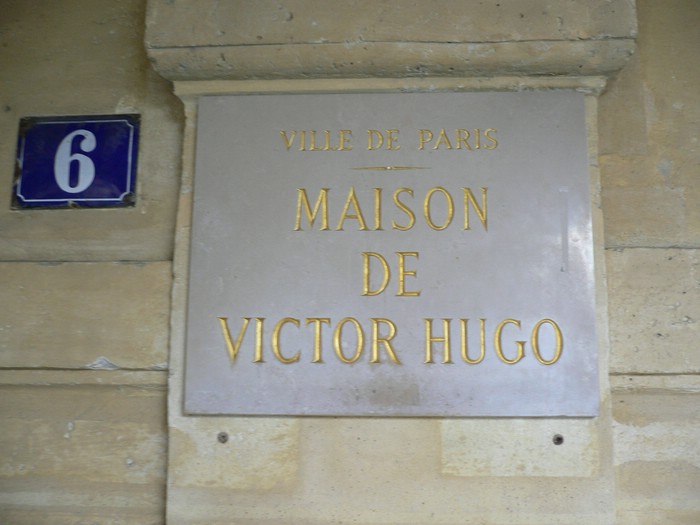 6
VILLE DE PARIS
MAISON
DE
VICTOR HUGO